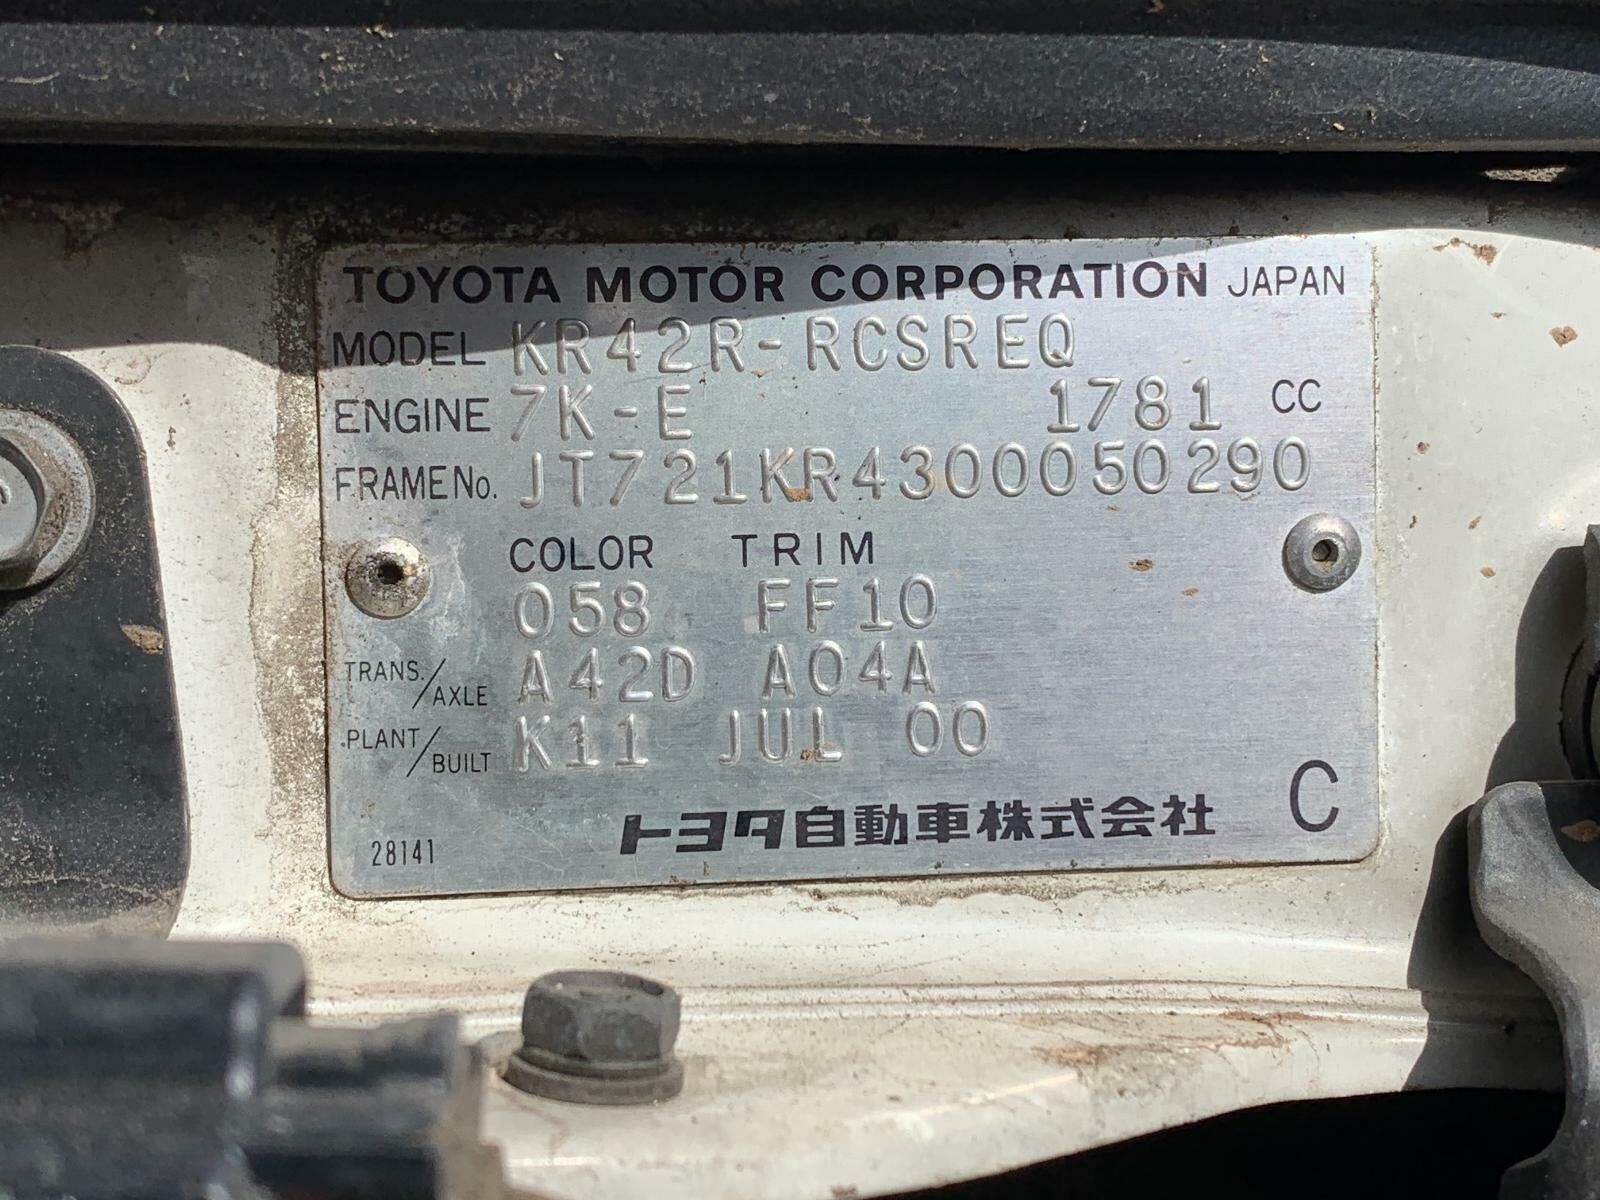 TOYOTA MOTOR CORPORATION JAPAN
MODEL KR42R-RCSREQ
ENGINE 7K-E 1781 CC
FRAME No. JT721KR4300050290
COLOR TRIM
058 FF10
TRANS./AXLE A42D A04A
PLANT/BUILT K11 JUL 00
トヨタ自動車株式会社 C
28141